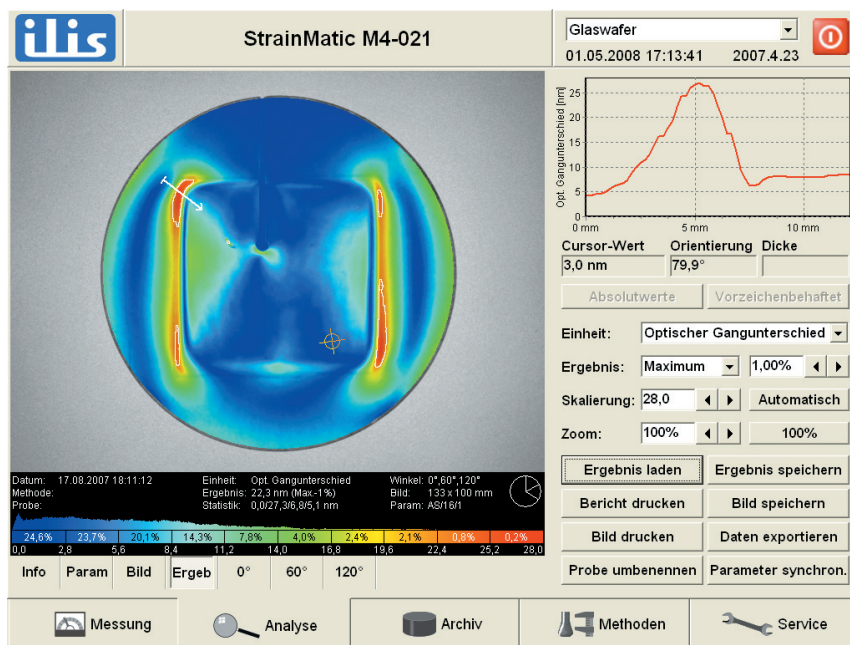 ilis
StrainMatic M4-021
Glaswafer
01.05.2008 17:13:41 2007.4.23
Opt. Gangunterschied [nm]
25
20
15
10
5
0
0 mm 5 mm 10 mm
Cursor-Wert Orientierung Dicke
3,0 nm 79,9°
Absolutwerte Vorzeichenbehaftet
Einheit: Optischer Gangunterschied
Ergebnis: Maximum 1,00%
Skalierung: 28,0 Automatisch
Zoom: 100% 100%
Ergebnis laden Ergebnis speichern
Bericht drucken Bild speichern
Bild drucken Daten exportieren
Probe umbenennen Parameter synchron.
Datum: 17.08.2007 18:11:12 Einheit: Opt. Gangunterschied Winkel: 0°,60°,120°
Methode: Ergebnis: 22,3 nm (Max.-1%) Bild: 133 x 100 mm
Probe: Statistik: 0,0/27,3/6,8/5,1 nm Param: AS/16/1
24,6% 23,7% 20,1% 14,3% 7,8% 4,0% 2,4% 2,1% 0,8% 0,2%
0,0 2,8 5,6 8,4 11,2 14,0 16,8 19,6 22,4 25,2 28,0
Info Param Bild Ergeb 0° 60° 120°
Messung Analyse Archiv Methoden Service